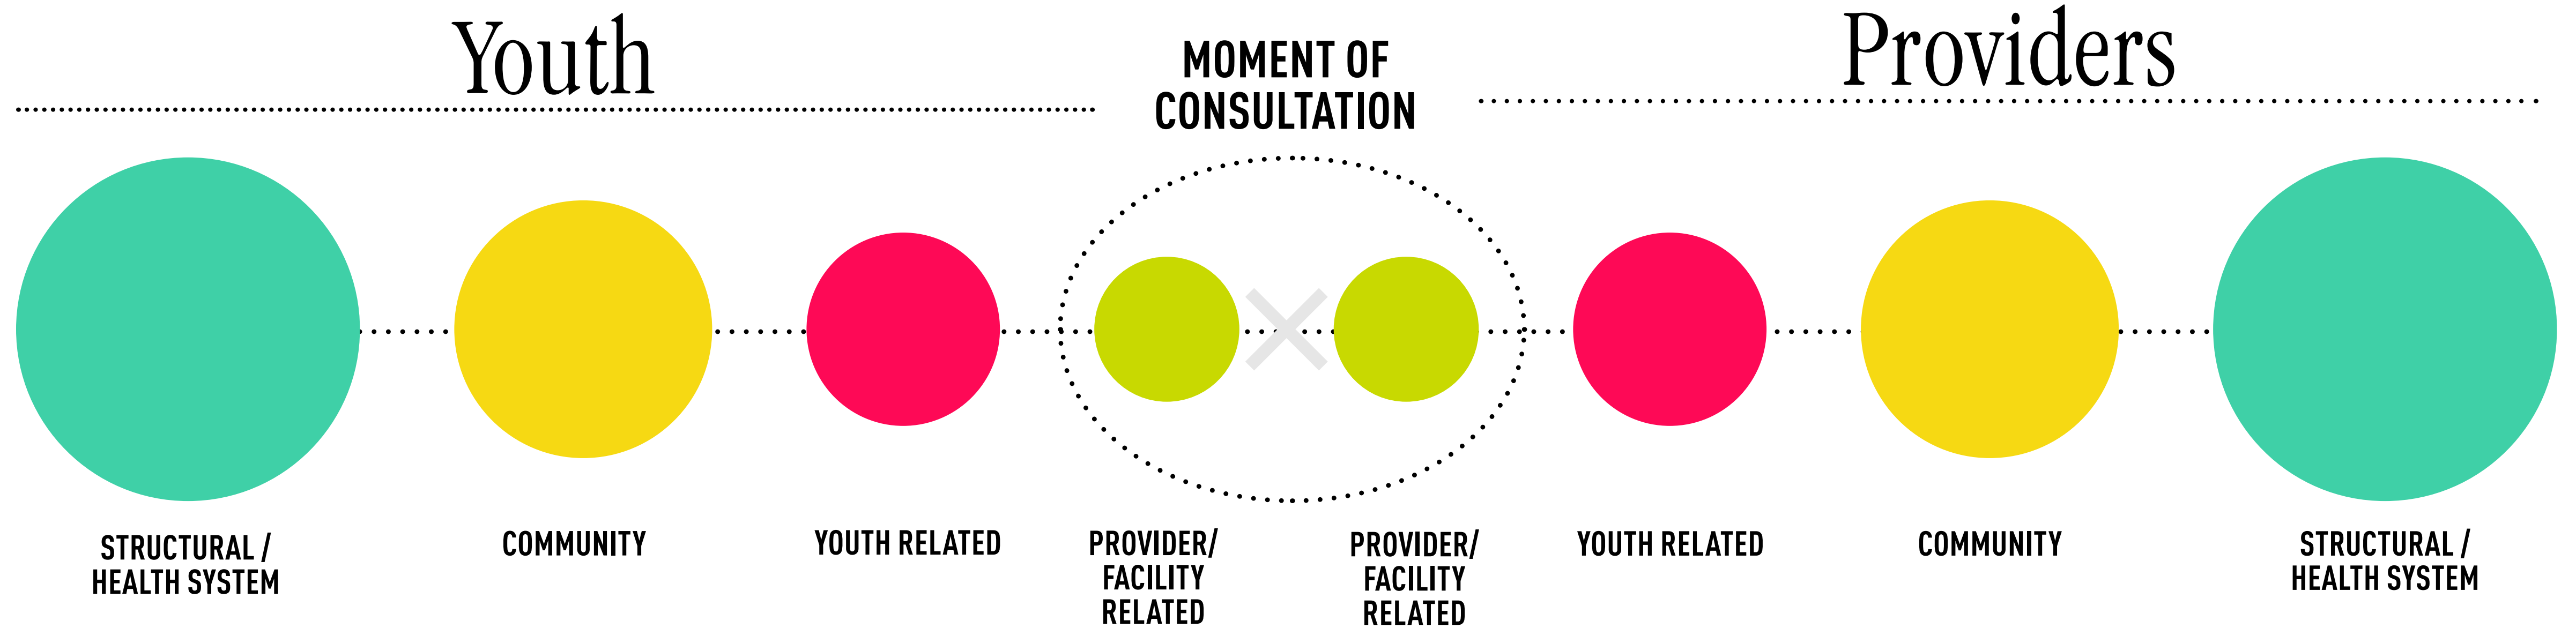 Youth
MOMENT OF
CONSULTATION
Providers
STRUCTURAL /
HEALTH SYSTEM
COMMUNITY
YOUTH RELATED
PROVIDER/
FACILITY
RELATED
PROVIDER/
FACILITY
RELATED
YOUTH RELATED
COMMUNITY
STRUCTURAL /
HEALTH SYSTEM